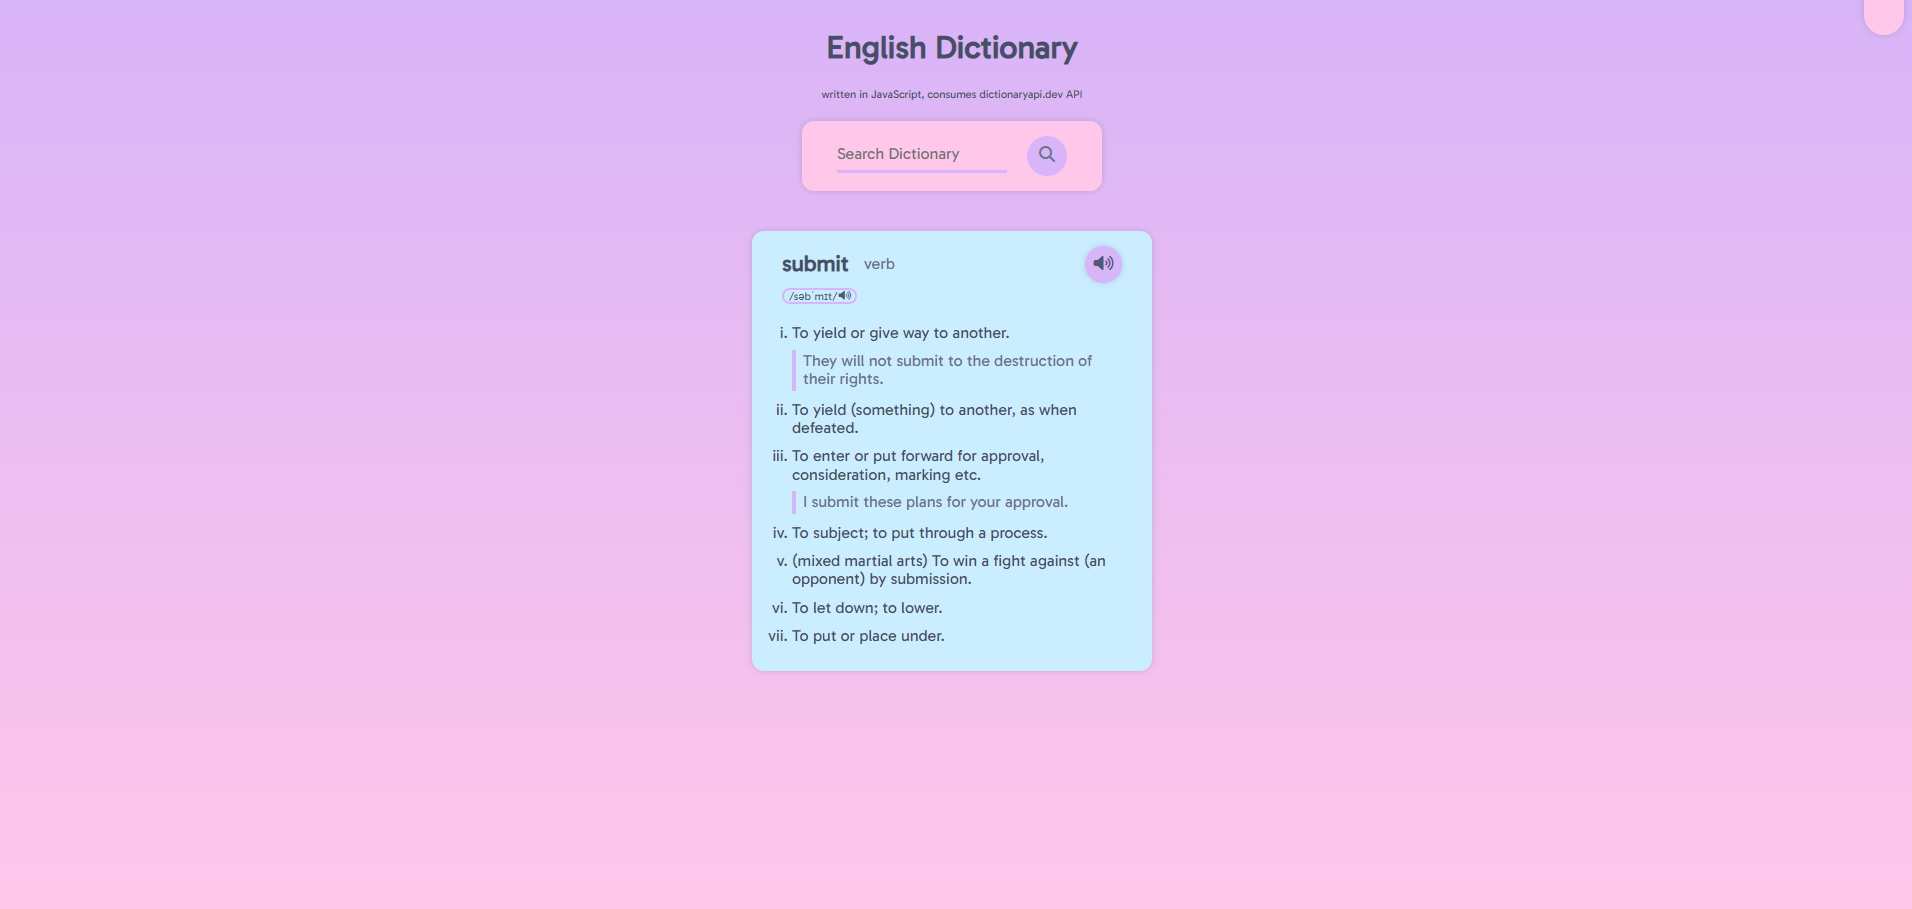 English Dictionary
written in JavaScript, consumes dictionaryapi.dev API
Search Dictionary
submit verb
/səbˈmɪt/
i. To yield or give way to another.
They will not submit to the destruction of
their rights.
ii. To yield (something) to another, as when
defeated.
iii. To enter or put forward for approval,
consideration, marking etc.
I submit these plans for your approval.
iv. To subject; to put through a process.
v. (mixed martial arts) To win a fight against (an
opponent) by submission.
vi. To let down; to lower.
vii. To put or place under.